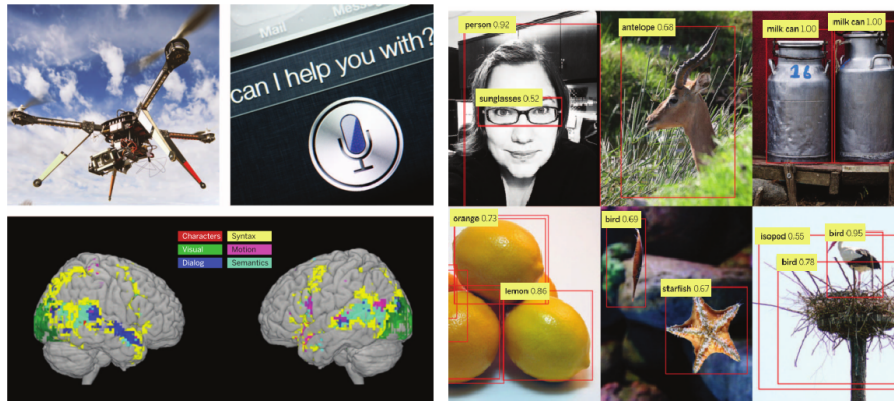 Mail
Messag
can I help you with?
Characters
Syntax
Visual
Motion
Dialog
Semantics
person 0.92
sunglasses 0.52
antelope 0.68
milk can 1.00
milk can 1.00
16
orange 0.73
lemon 0.86
bird 0.69
starfish 0.67
isopod 0.55
bird 0.95
bird 0.78